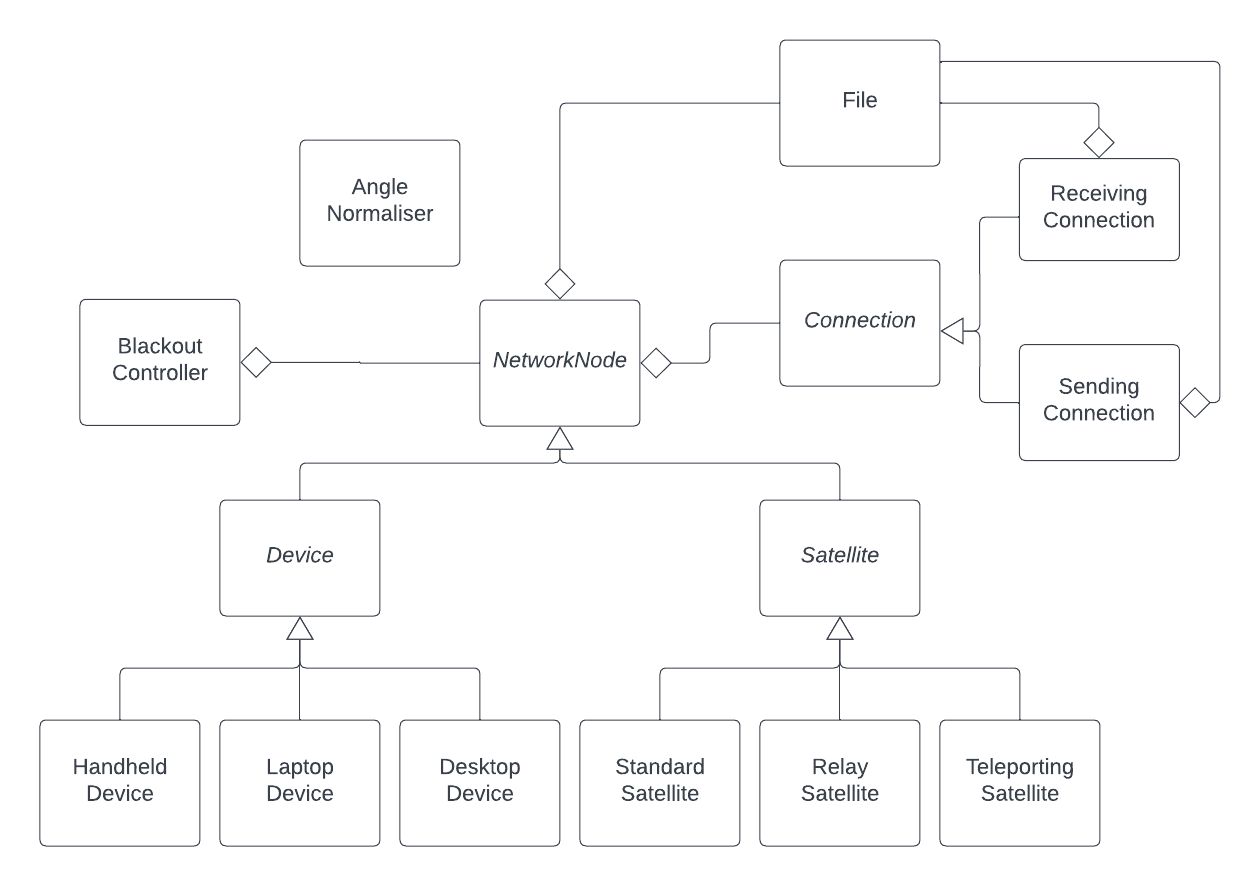 File
Angle
Normaliser
Receiving
Connection
Connection
Blackout
Controller
NetworkNode
Sending
Connection
Device
Satellite
Handheld
Device
Laptop
Device
Desktop
Device
Standard
Satellite
Relay
Satellite
Teleporting
Satellite